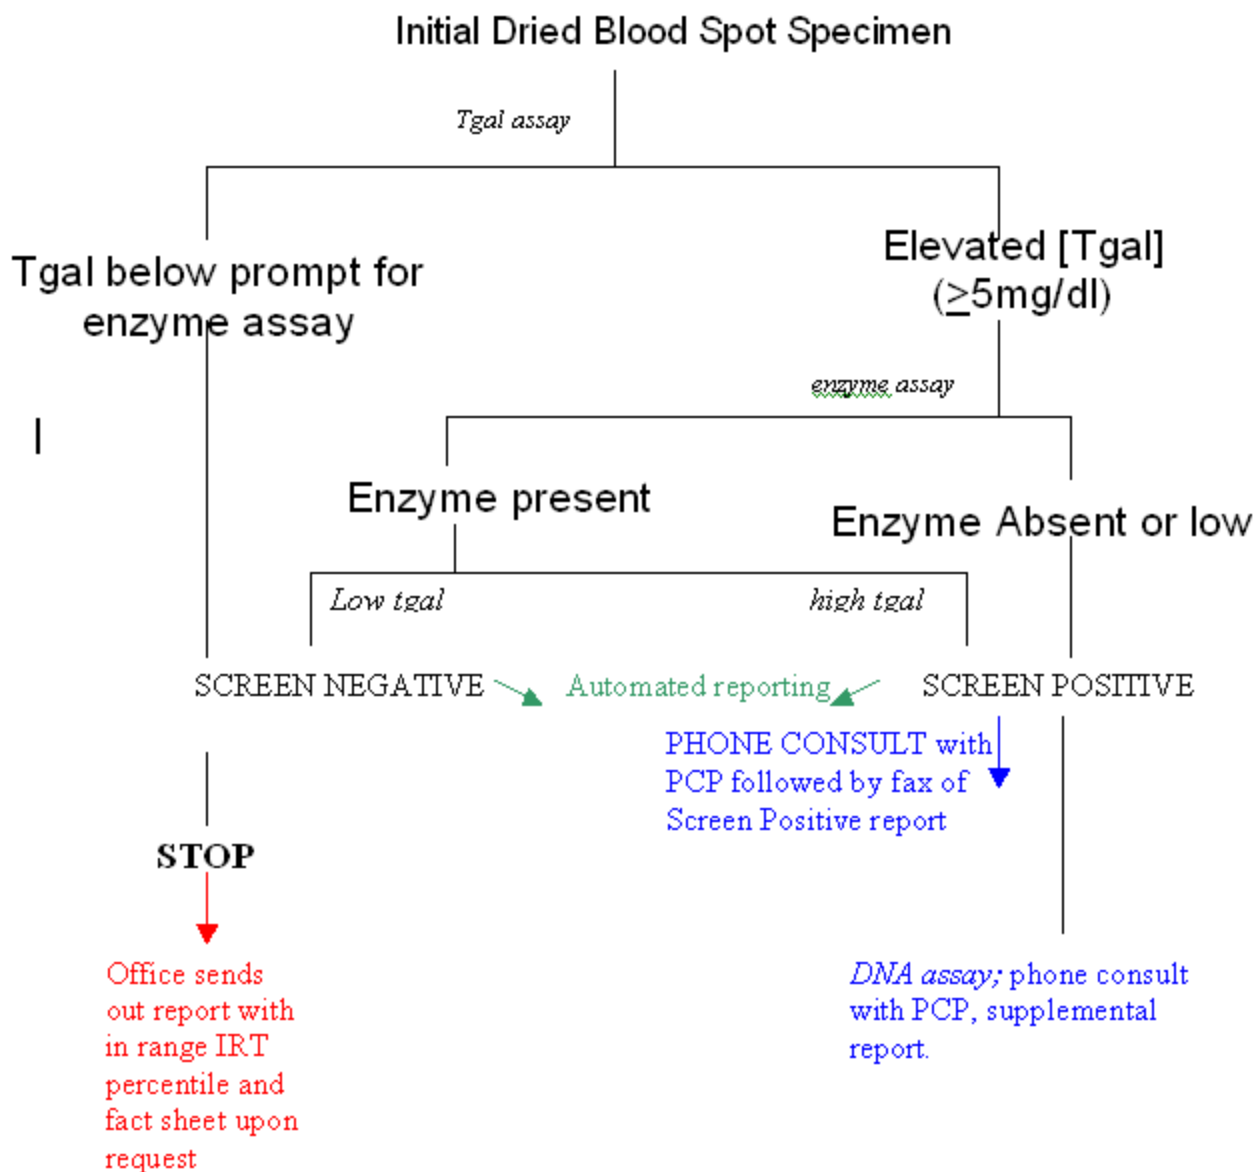 Initial Dried Blood Spot Specimen
Tgal assay
Tgal below prompt for
enzyme assay
Elevated [Tgal]
(≥5mg/dl)
enzyme assay
|
Enzyme present
Enzyme Absent or low
Low tgal
high tgal
SCREEN NEGATIVE
Automated reporting
SCREEN POSITIVE
PHONE CONSULT with
PCP followed by fax of
Screen Positive report
STOP
Office sends
out report with
in range IRT
percentile and
fact sheet upon
request
DNA assay; phone consult
with PCP, supplemental
report.